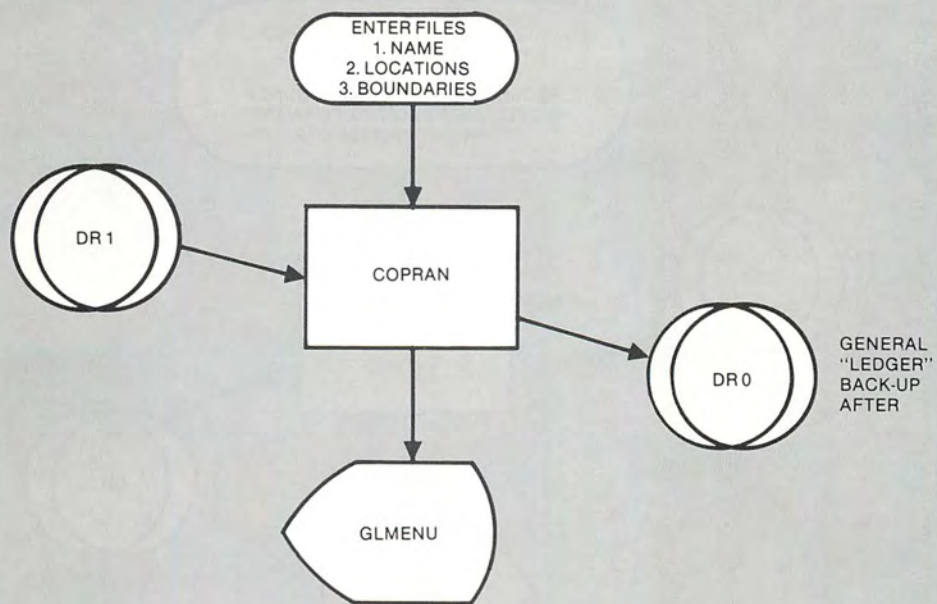 ENTER FILES
1. NAME
2. LOCATIONS
3. BOUNDARIES
DR 1
COPRAN
DR 0
GENERAL
"LEDGER"
BACK-UP
AFTER
GLMENU